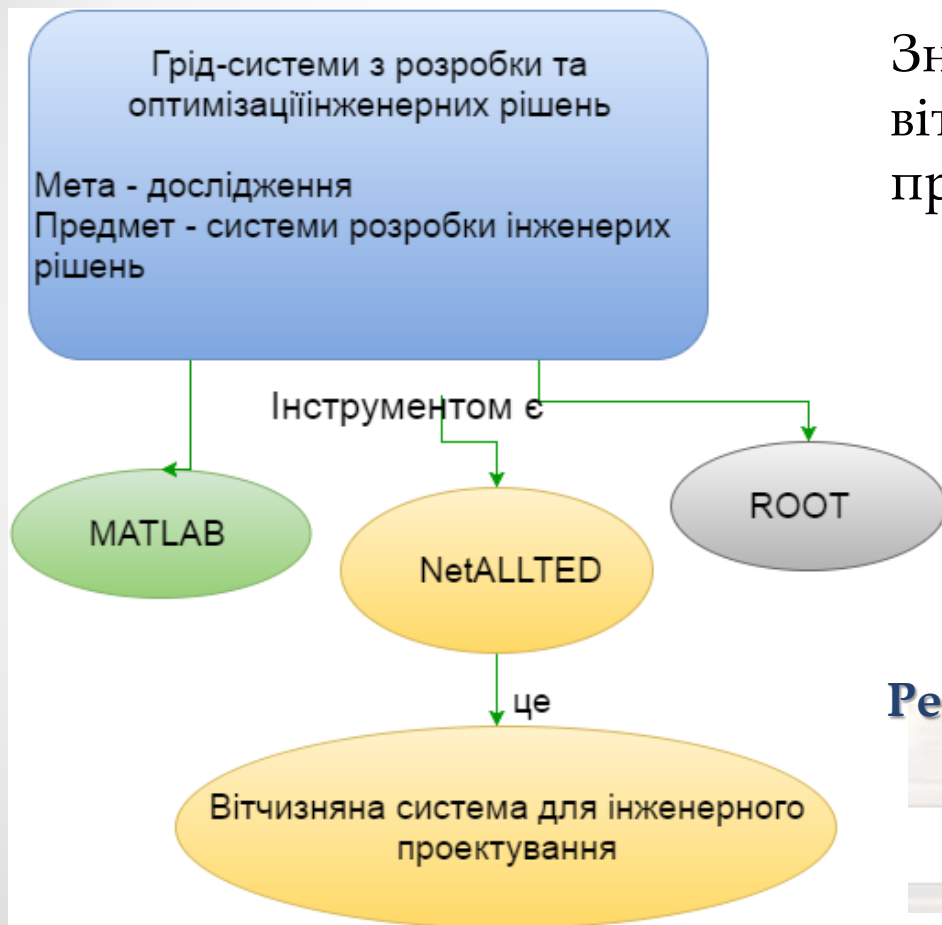 Грід-системи з розробки та
оптимізаціїінженерних рішень
Мета - дослідження
Предмет - системи розробки інженерих
рішень
Інструментом є
MATLAB
NetALLTED
ROOT
це
Вітчизняна система для інженерного
проектування